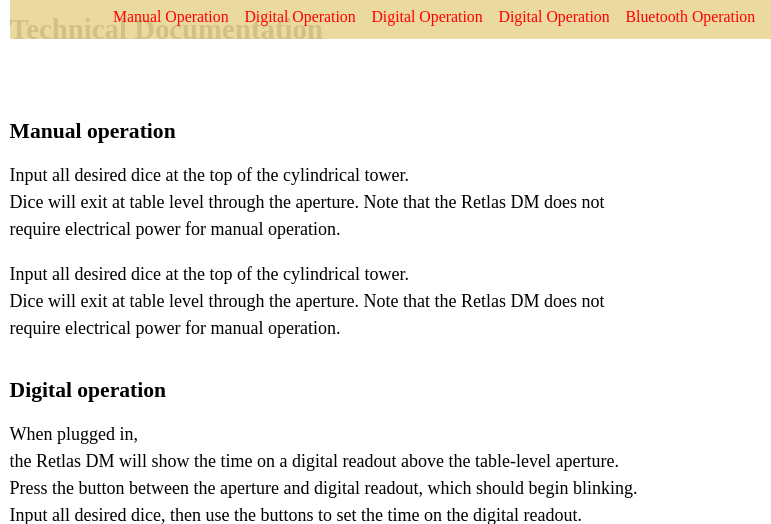 Manual Operation Digital Operation Digital Operation Digital Operation Bluetooth Operation
Technical Documentation
Manual operation
Input all desired dice at the top of the cylindrical tower.
Dice will exit at table level through the aperture. Note that the Retlas DM does not
require electrical power for manual operation.
Input all desired dice at the top of the cylindrical tower.
Dice will exit at table level through the aperture. Note that the Retlas DM does not
require electrical power for manual operation.
Digital operation
When plugged in,
the Retlas DM will show the time on a digital readout above the table-level aperture.
Press the button between the aperture and digital readout, which should begin blinking.
Input all desired dice, then use the buttons to set the time on the digital readout.